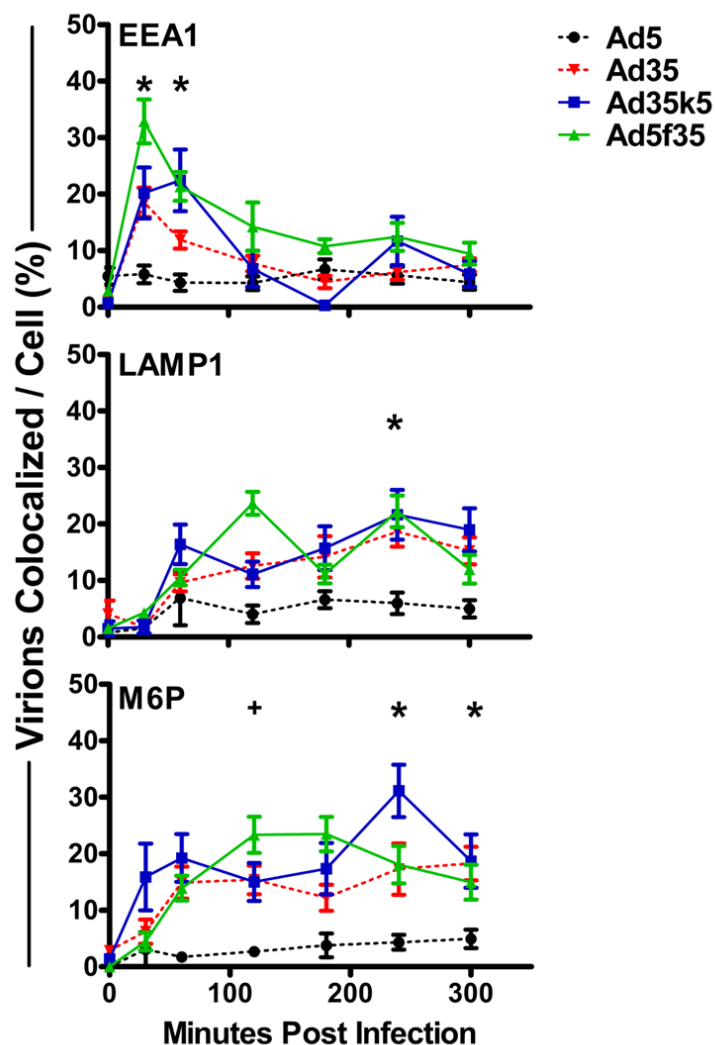 EEA1
* *
50
40
30
20
10
0
Ad5
Ad35
Ad35k5
Ad5f35
Virions Colocalized / Cell (%)
LAMP1
*
50
40
30
20
10
0
M6P
+ * *
50
40
30
20
10
0
0 100 200 300
Minutes Post Infection